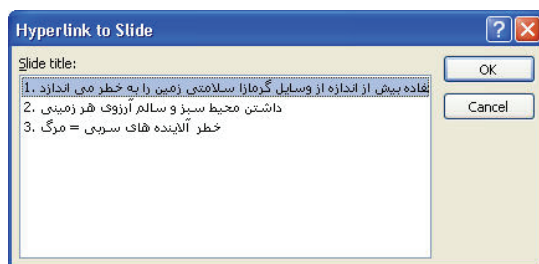 Hyperlink to Slide
Slide title:
1. فاده بیش از اندازه از وسایل گرمازا سلامتی زمین را به خطر می اندازد
2. داشتن محیط سبز و سالم آرزوی هر زمینی
3. خطر آلاینده های سربی = مرگ
OK
Cancel